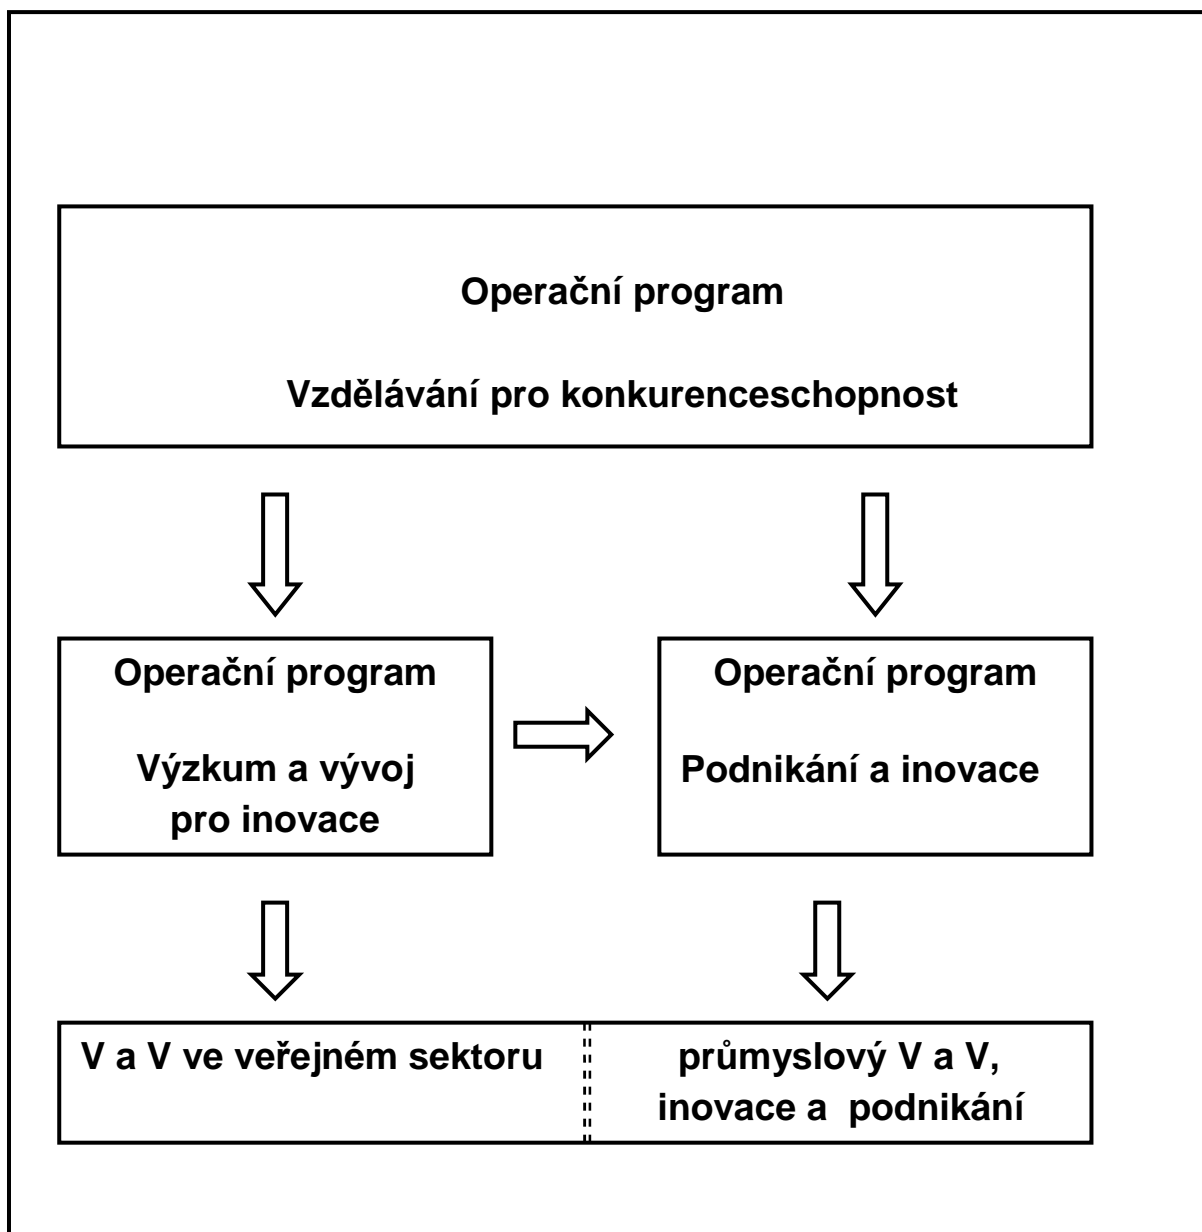 Operační program
Vzdělávání pro konkurenceschopnost
Operační program
Výzkum a vývoj
pro inovace
Operační program
Podnikání a inovace
V a V ve veřejném sektoru
průmyslový V a V,
inovace a  podnikání